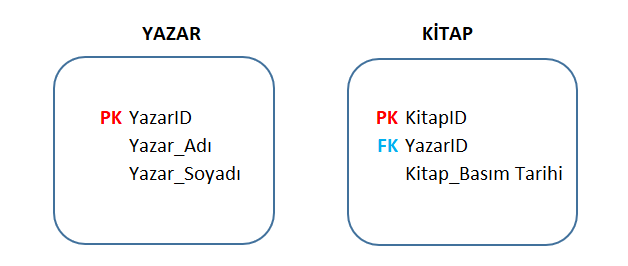 YAZAR
PK YazarID
Yazar_Adı
Yazar_Soyadı
KİTAP
PK KitapID
FK YazarID
Kitap_Basım Tarihi